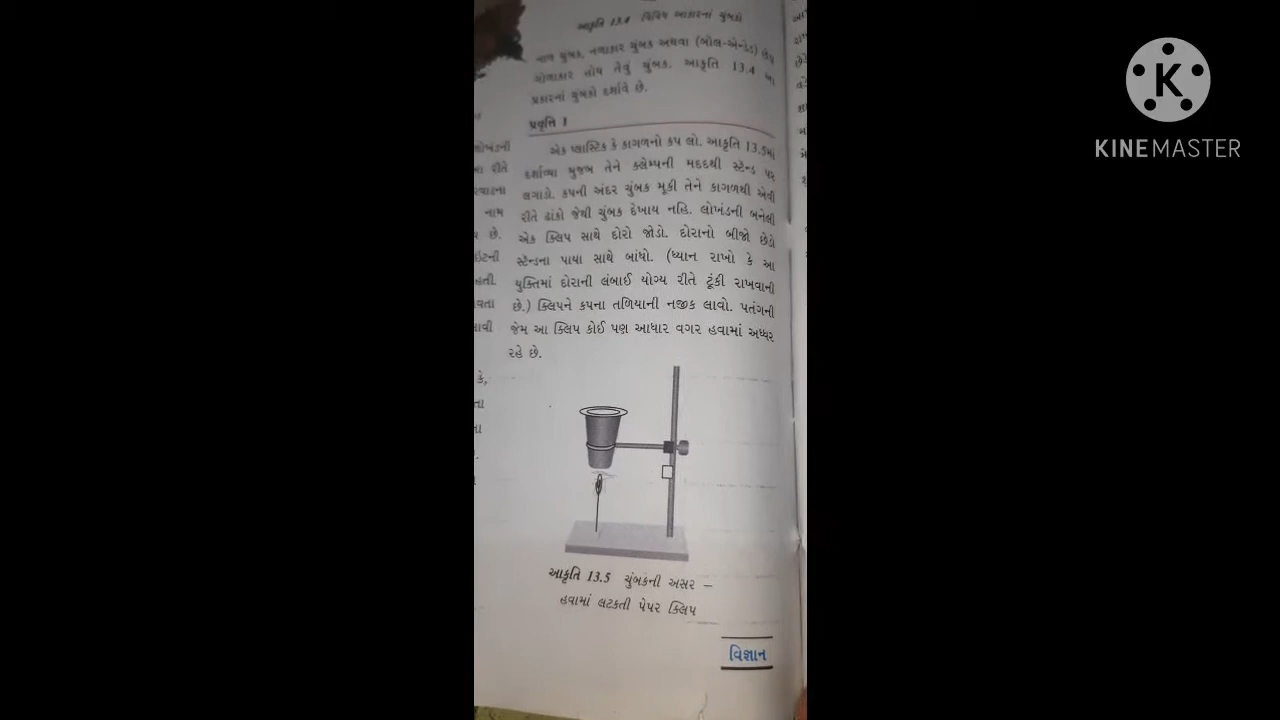 આકૃતિ 13.4 વિવિધ આકારનાં ચુંબકો
નાળ ચુંબક, નળાકાર ચુંબક અથવા (બોલ-એન્ડેડ) છેડે
ગોળાકાર હોય તેવું ચુંબક. આકૃતિ 13.4 આ
પ્રકારનાં ચુંબકો દર્શાવે છે.
પ્રવૃત્તિ 1
એક પ્લાસ્ટિક કે કાગળનો કપ લો. આકૃતિ 13.5માં
દર્શાવ્યા મુજબ તેને ક્લેમ્પની મદદથી સ્ટૅન્ડ પર
લગાડો. કપની અંદર ચુંબક મૂકી તેને કાગળથી એવી
રીતે ઢાંકો જેથી ચુંબક દેખાય નહિ. લોખંડની બનેલી
એક ક્લિપ સાથે દોરો જોડો. દોરાનો બીજો છેડો
સ્ટૅન્ડના પાયા સાથે બાંધો. (ધ્યાન રાખો કે આ
યુક્તિમાં દોરાની લંબાઈ યોગ્ય રીતે ટૂંકી રાખવાની
છે.) ક્લિપને કપના તળિયાની નજીક લાવો. પતંગની
જેમ આ ક્લિપ કોઈ પણ આધાર વગર હવામાં અધ્ધર
રહે છે.
આકૃતિ 13.5 ચુંબકની અસર –
હવામાં લટકતી પેપર ક્લિપ
વિજ્ઞાન
નામ
છે.
કે,
KINEMASTER